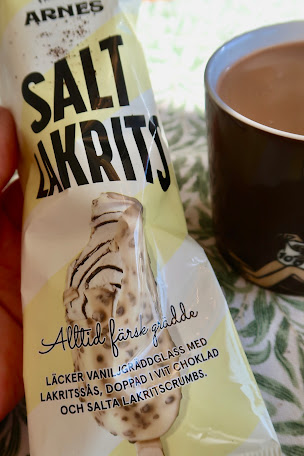 ARNES
SALT
LAKRITS
Alltid färsk grädde
LÄCKER VANILJGRÄDDGLASS MED
LAKRITSSÅS, DOPPAD I VIT CHOKLAD
OCH SALTA LAKRITSCRUMBS.